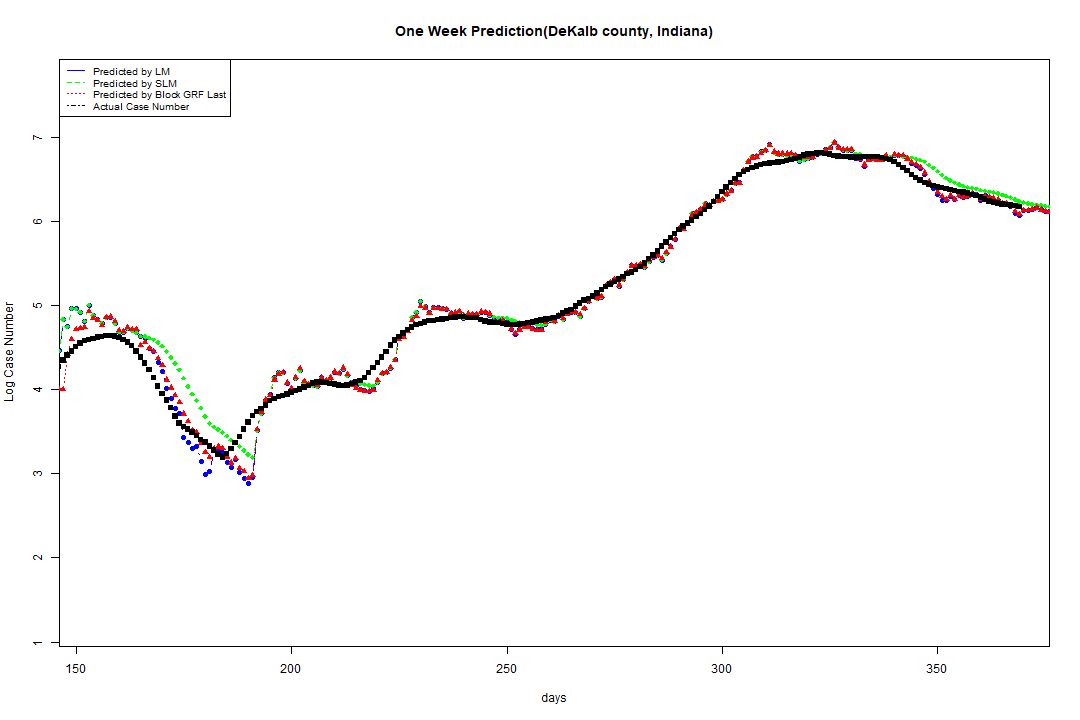 One Week Prediction(DeKalb county, Indiana)
Predicted by LM
Predicted by SLM
Predicted by Block GRF Last
Actual Case Number
Log Case Number
7
6
5
4
3
2
1
150 200 250 300 350
days